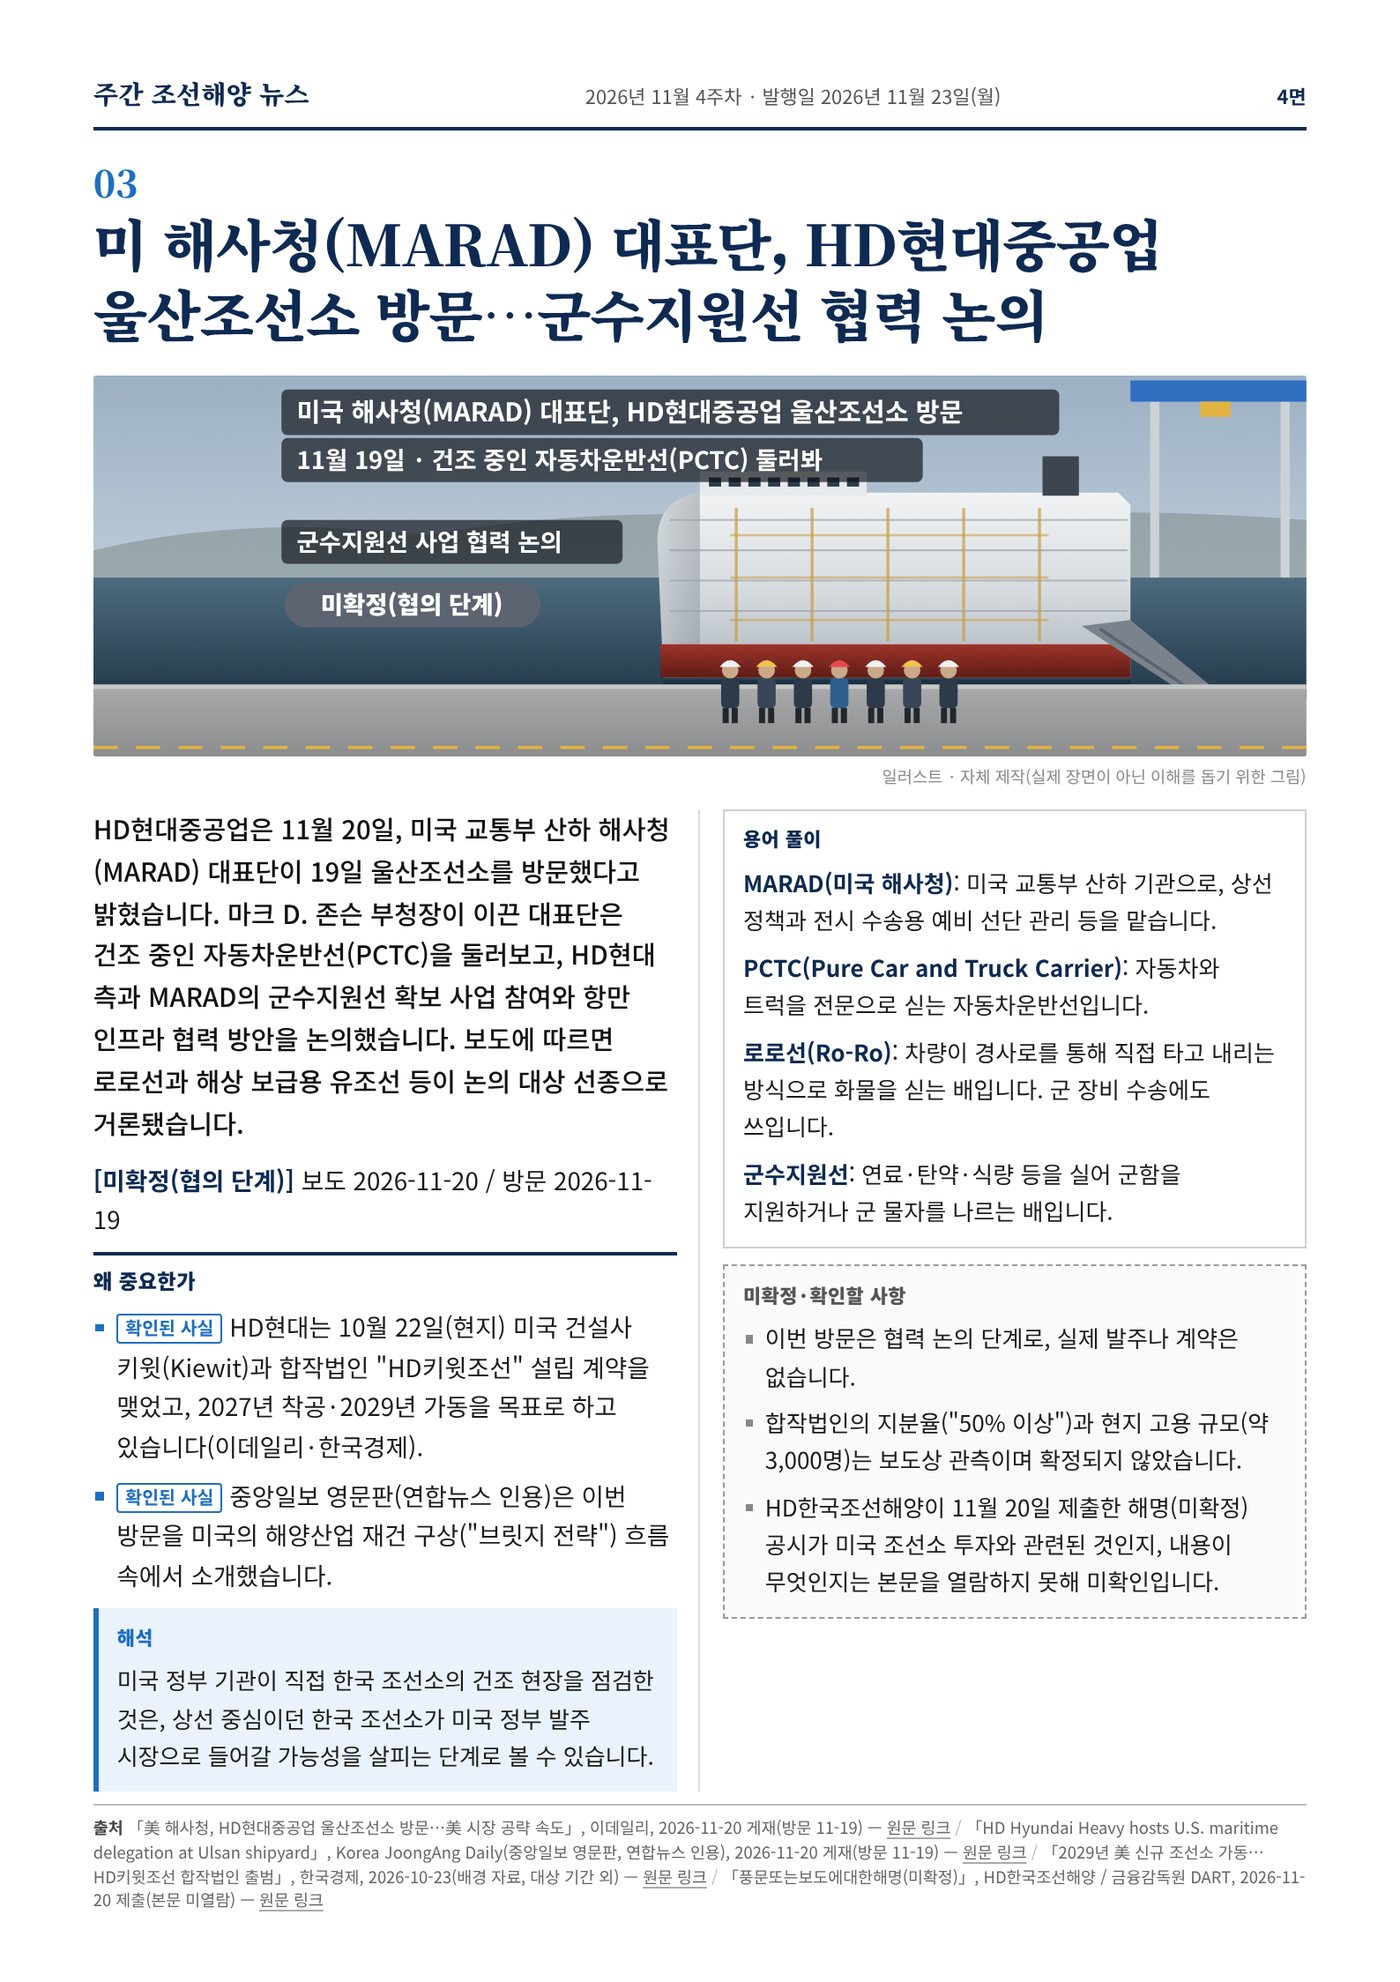 주간 조선해양 뉴스
2026년 11월 4주차 · 발행일 2026년 11월 23일(월)
4면
03
미 해사청(MARAD) 대표단, HD현대중공업
울산조선소 방문⋯군수지원선 협력 논의
미국 해사청(MARAD) 대표단, HD현대중공업 울산조선소 방문
11월 19일 · 건조 중인 자동차운반선(PCTC) 둘러봐
군수지원선 사업 협력 논의
미확정(협의 단계)
일러스트 · 자체 제작(실제 장면이 아닌 이해를 돕기 위한 그림)
HD현대중공업은 11월 20일, 미국 교통부 산하 해사청
(MARAD) 대표단이 19일 울산조선소를 방문했다고
밝혔습니다. 마크 D. 존슨 부청장이 이끈 대표단은
건조 중인 자동차운반선(PCTC)을 둘러보고, HD현대
측과 MARAD의 군수지원선 확보 사업 참여와 항만
인프라 협력 방안을 논의했습니다. 보도에 따르면
로로선과 해상 보급용 유조선 등이 논의 대상 선종으로
거론됐습니다.
[미확정(협의 단계)] 보도 2026-11-20 / 방문 2026-11-
19
왜 중요한가
확인된 사실 HD현대는 10월 22일(현지) 미국 건설사
키윗(Kiewit)과 합작법인 "HD키윗조선" 설립 계약을
맺었고, 2027년 착공·2029년 가동을 목표로 하고
있습니다(이데일리·한국경제).
확인된 사실 중앙일보 영문판(연합뉴스 인용)은 이번
방문을 미국의 해양산업 재건 구상("브릿지 전략") 흐름
속에서 소개했습니다.
해석
미국 정부 기관이 직접 한국 조선소의 건조 현장을 점검한
것은, 상선 중심이던 한국 조선소가 미국 정부 발주
시장으로 들어갈 가능성을 살피는 단계로 볼 수 있습니다.
용어 풀이
MARAD(미국 해사청): 미국 교통부 산하 기관으로, 상선
정책과 전시 수송용 예비 선단 관리 등을 맡습니다.
PCTC(Pure Car and Truck Carrier): 자동차와
트럭을 전문으로 싣는 자동차운반선입니다.
로로선(Ro-Ro): 차량이 경사로를 통해 직접 타고 내리는
방식으로 화물을 싣는 배입니다. 군 장비 수송에도
쓰입니다.
군수지원선: 연료·탄약·식량 등을 실어 군함을
지원하거나 군 물자를 나르는 배입니다.
미확정·확인할 사항
이번 방문은 협력 논의 단계로, 실제 발주나 계약은
없습니다.
합작법인의 지분율("50% 이상")과 현지 고용 규모(약
3,000명)는 보도상 관측이며 확정되지 않았습니다.
HD한국조선해양이 11월 20일 제출한 해명(미확정)
공시가 미국 조선소 투자와 관련된 것인지, 내용이
무엇인지는 본문을 열람하지 못해 미확인입니다.
출처 「美 해사청, HD현대중공업 울산조선소 방문⋯美 시장 공략 속도」, 이데일리, 2026-11-20 게재(방문 11-19) — 원문 링크 / 「HD Hyundai Heavy hosts U.S. maritime
delegation at Ulsan shipyard」, Korea JoongAng Daily(중앙일보 영문판, 연합뉴스 인용), 2026-11-20 게재(방문 11-19) — 원문 링크 / 「2029년 美 신규 조선소 가동⋯
HD키윗조선 합작법인 출범」, 한국경제, 2026-10-23(배경 자료, 대상 기간 외) — 원문 링크 / 「풍문또는보도에대한해명(미확정)」, HD한국조선해양 / 금융감독원 DART, 2026-11-
20 제출(본문 미열람) — 원문 링크